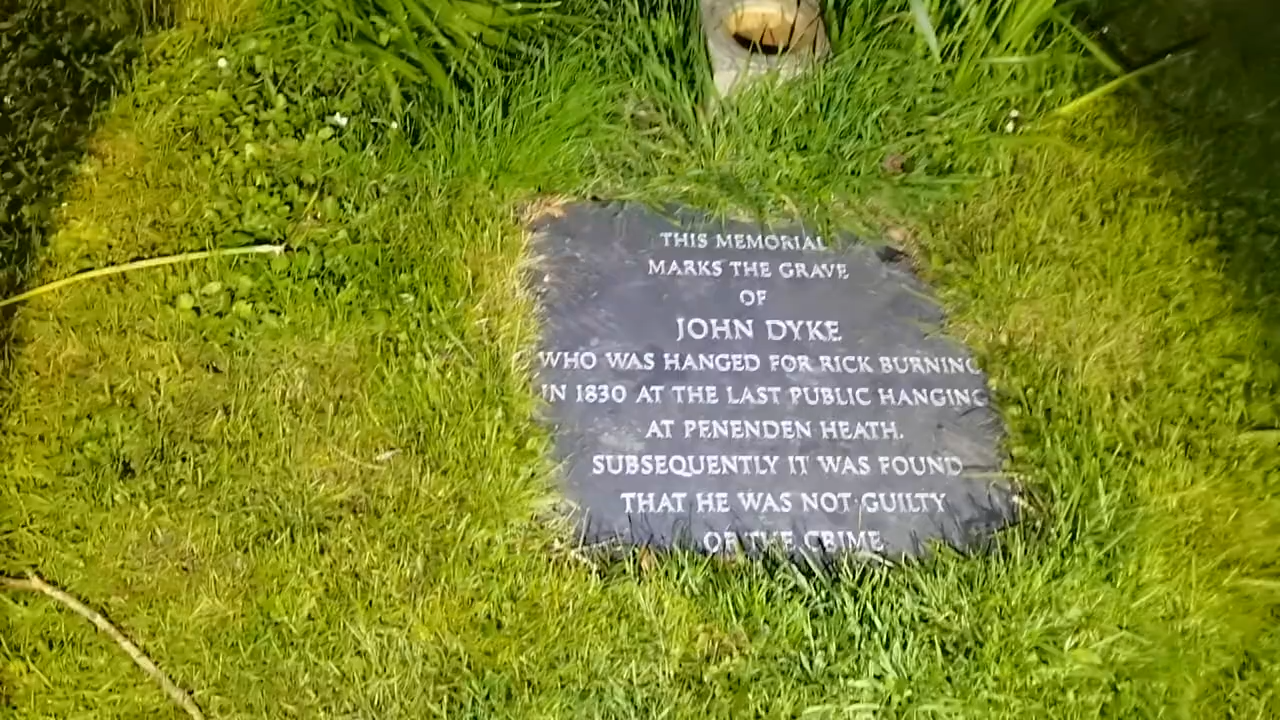 THIS MEMORIAL
MARKS THE GRAVE
OF
JOHN DYKE
WHO WAS HANGED FOR RICK BURNING
IN 1830 AT THE LAST PUBLIC HANGING
AT PENENDEN HEATH.
SUBSEQUENTLY IT WAS FOUND
THAT HE WAS NOT GUILTY
OF THE CRIME